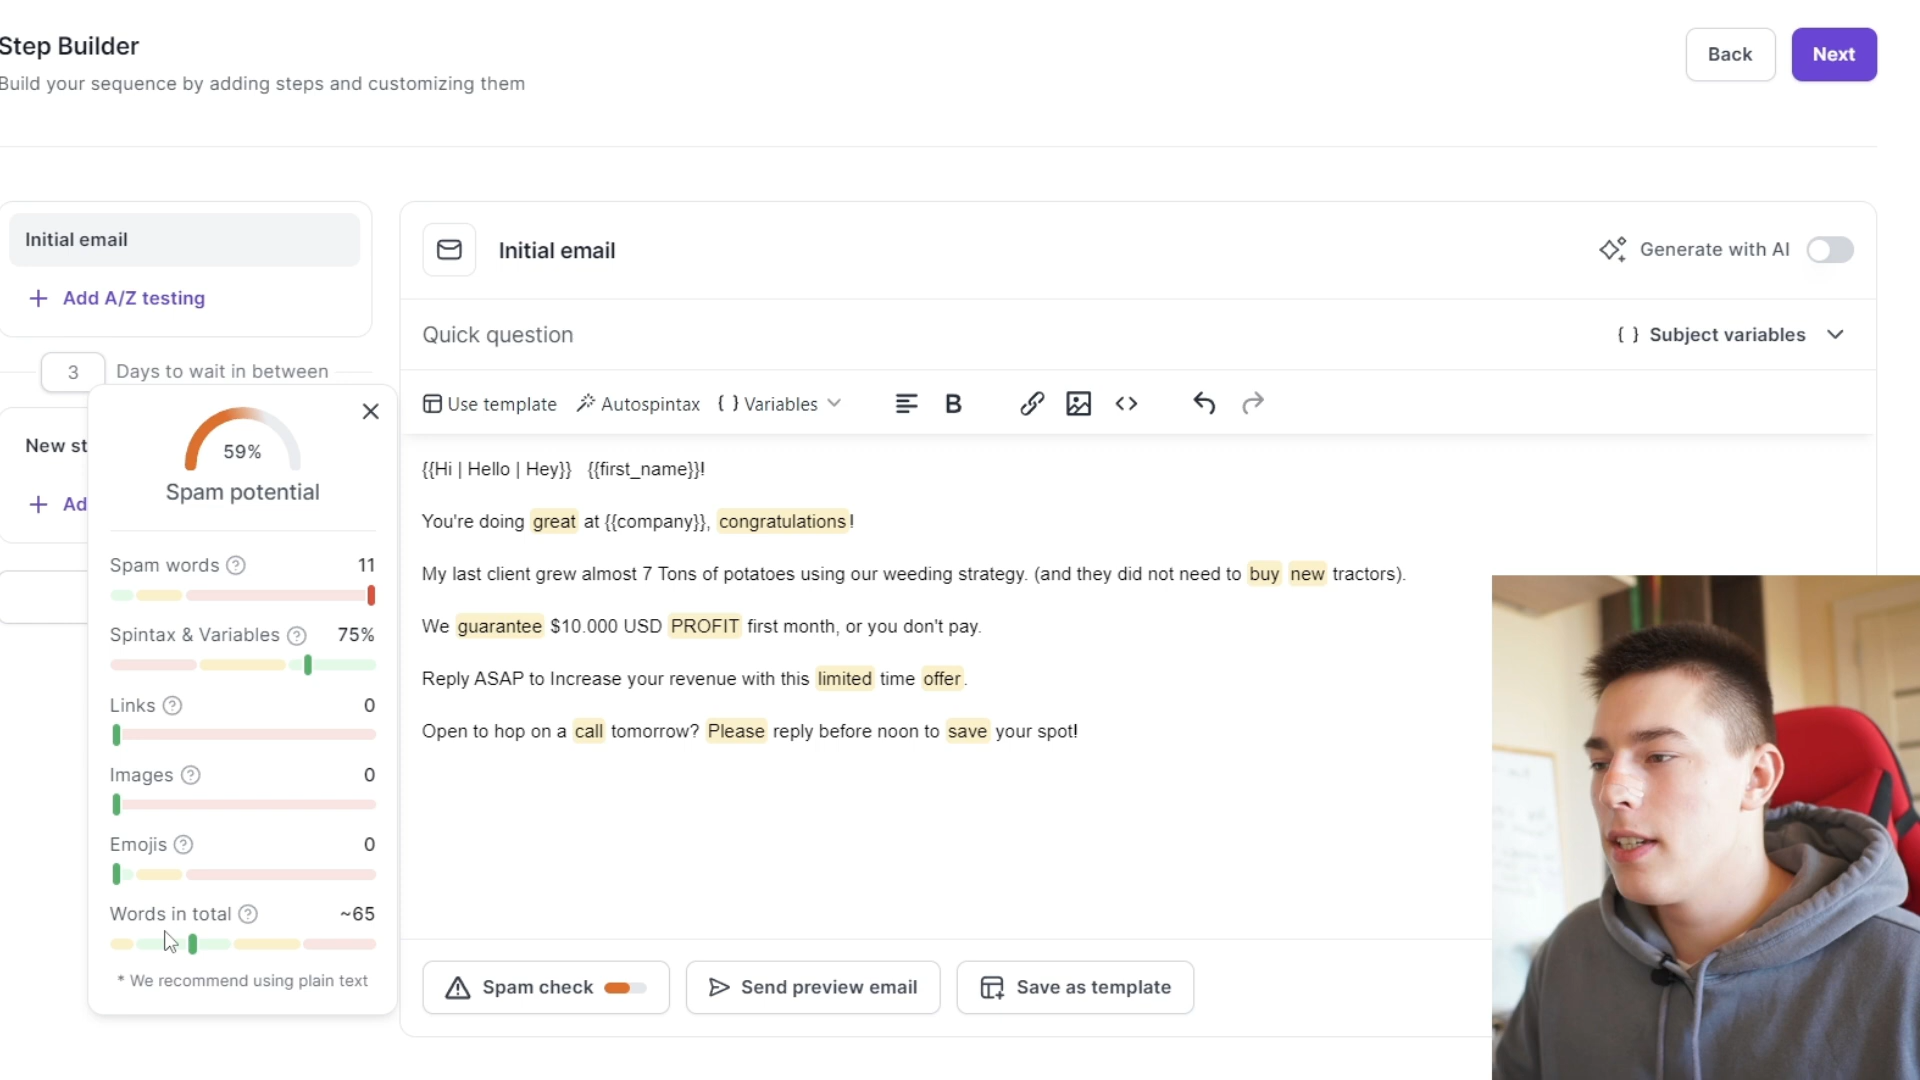 Step Builder
Build your sequence by adding steps and customizing them
Back
Next
Initial email
+ Add A/Z testing
3 Days to wait in between
New st
+ Ad
59%
Spam potential
Spam words 11
Spintax & Variables 75%
Links 0
Images 0
Emojis 0
Words in total ~65
* We recommend using plain text
Initial email
Generate with AI
Quick question
{ } Subject variables
Use template
Autospintax
{ } Variables
B
{{Hi | Hello | Hey}} {{first_name}}!
You're doing great at {{company}}, congratulations!
My last client grew almost 7 Tons of potatoes using our weeding strategy. (and they did not need to buy new tractors).
We guarantee $10.000 USD PROFIT first month, or you don't pay.
Reply ASAP to Increase your revenue with this limited time offer.
Open to hop on a call tomorrow? Please reply before noon to save your spot!
Spam check
Send preview email
Save as template